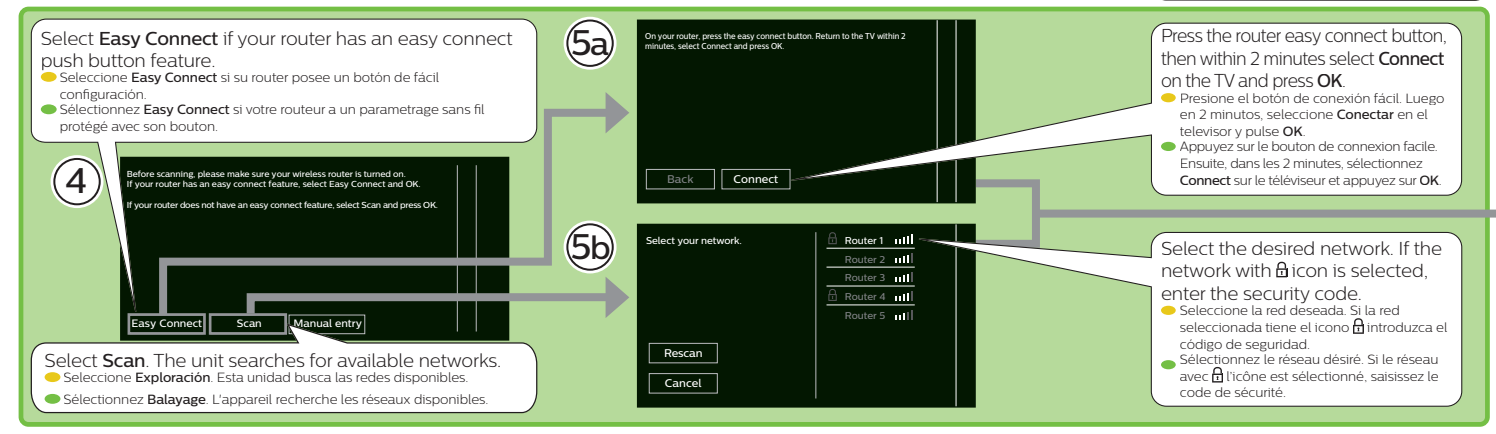 Select Easy Connect if your router has an easy connect
push button feature.
Seleccione Easy Connect si su router posee un botón de fácil
configuración.
Sélectionnez Easy Connect si votre routeur a un parametrage sans fil
protégé avec son bouton.
4
Before scanning, please make sure your wireless router is turned on.
If your router has an easy connect feature, select Easy Connect and OK.
If your router does not have an easy connect feature, select Scan and press OK.
Easy Connect
Scan
Manual entry
Select Scan. The unit searches for available networks.
Seleccione Exploración. Esta unidad busca las redes disponibles.
Sélectionnez Balayage. L'appareil recherche les réseaux disponibles.
5a
On your router, press the easy connect button. Return to the TV within 2
minutes, select Connect and press OK.
Back
Connect
Press the router easy connect button,
then within 2 minutes select Connect
on the TV and press OK.
Presione el botón de conexión fácil. Luego
en 2 minutos, seleccione Conectar en el
televisor y pulse OK.
Appuyez sur le bouton de connexion facile.
Ensuite, dans les 2 minutes, sélectionnez
Connect sur le téléviseur et appuyez sur OK.
5b
Select your network.
Router 1
Router 2
Router 3
Router 4
Router 5
Rescan
Cancel
Select the desired network. If the
network with icon is selected,
enter the security code.
Seleccione la red deseada. Si la red
seleccionada tiene el icono introduzca el
código de seguridad.
Sélectionnez le réseau désiré. Si le réseau
avec l'icône est sélectionné, saisissez le
code de sécurité.